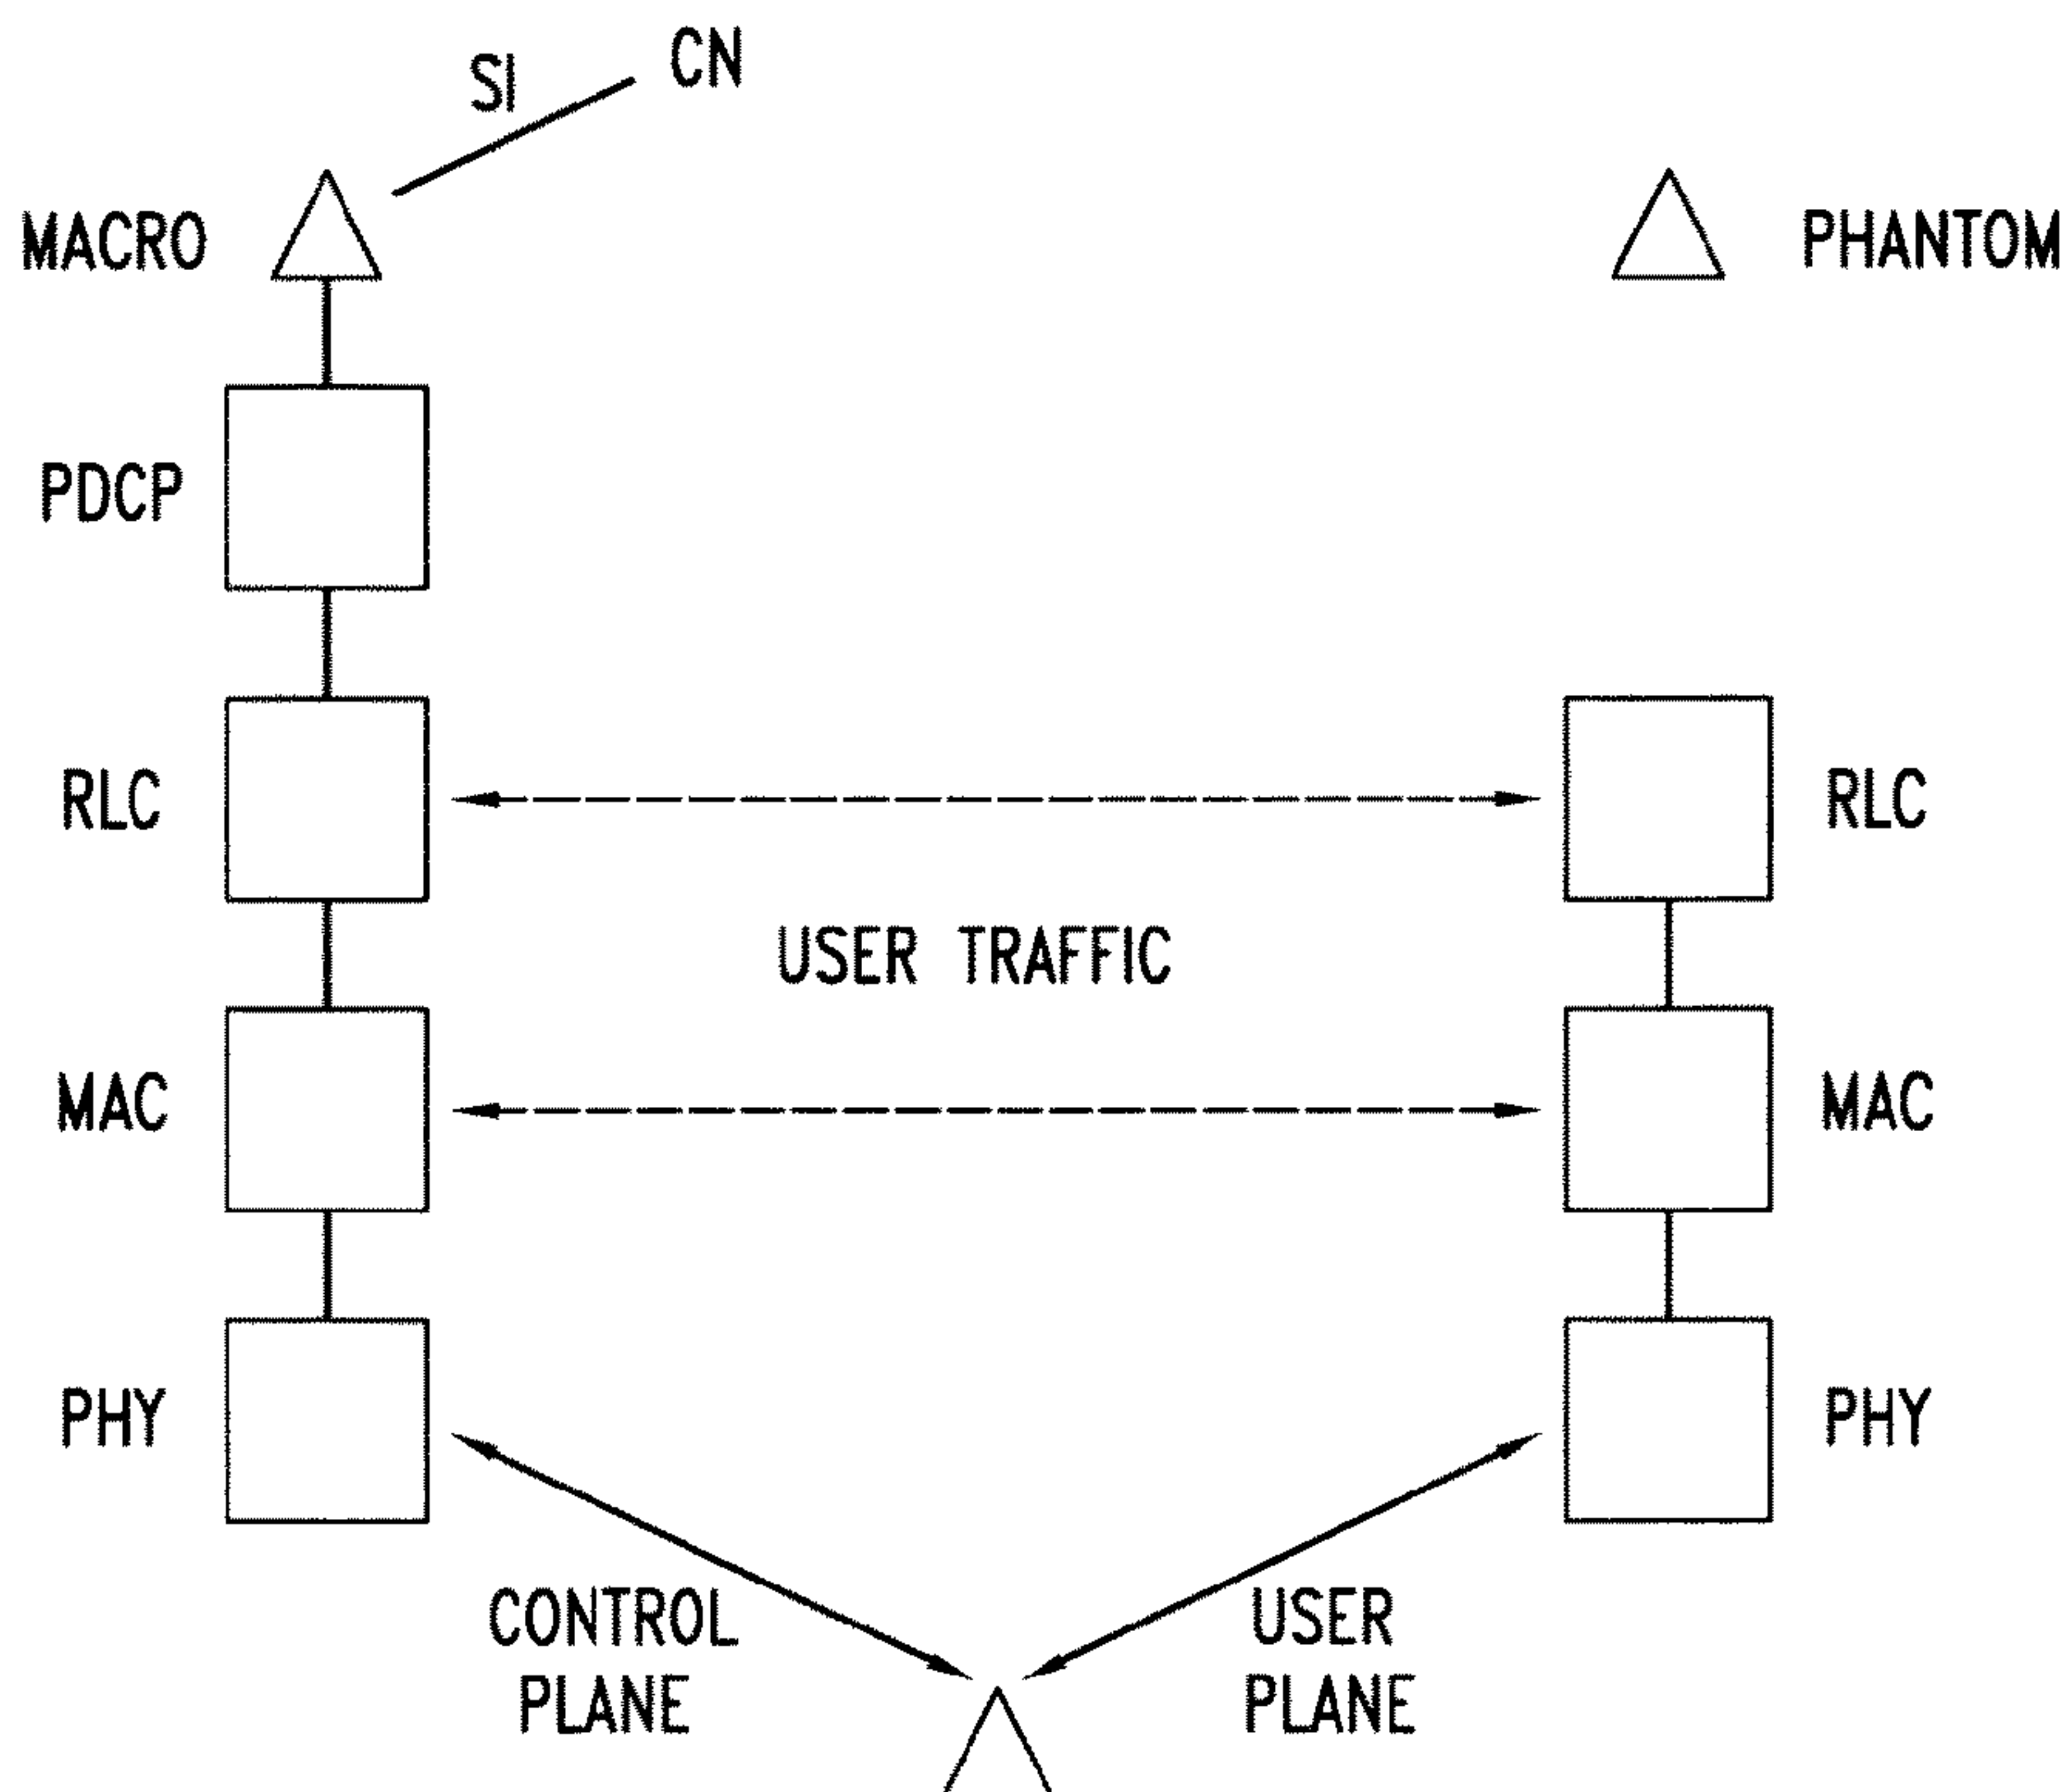 SI
CN
MACRO
PHANTOM
PDCP
RLC
RLC
USER TRAFFIC
MAC
MAC
PHY
PHY
CONTROL
PLANE
USER
PLANE